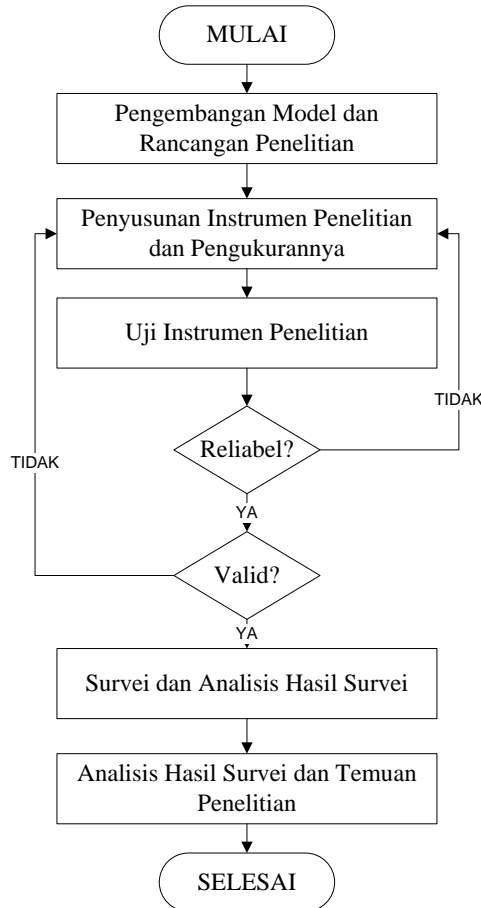 MULAI
Pengembangan Model dan
Rancangan Penelitian
Penyusunan Instrumen Penelitian
dan Pengukurannya
Uji Instrumen Penelitian
TIDAK
Reliabel?
TIDAK
YA
Valid?
YA
Survei dan Analisis Hasil Survei
Analisis Hasil Survei dan Temuan
Penelitian
SELESAI